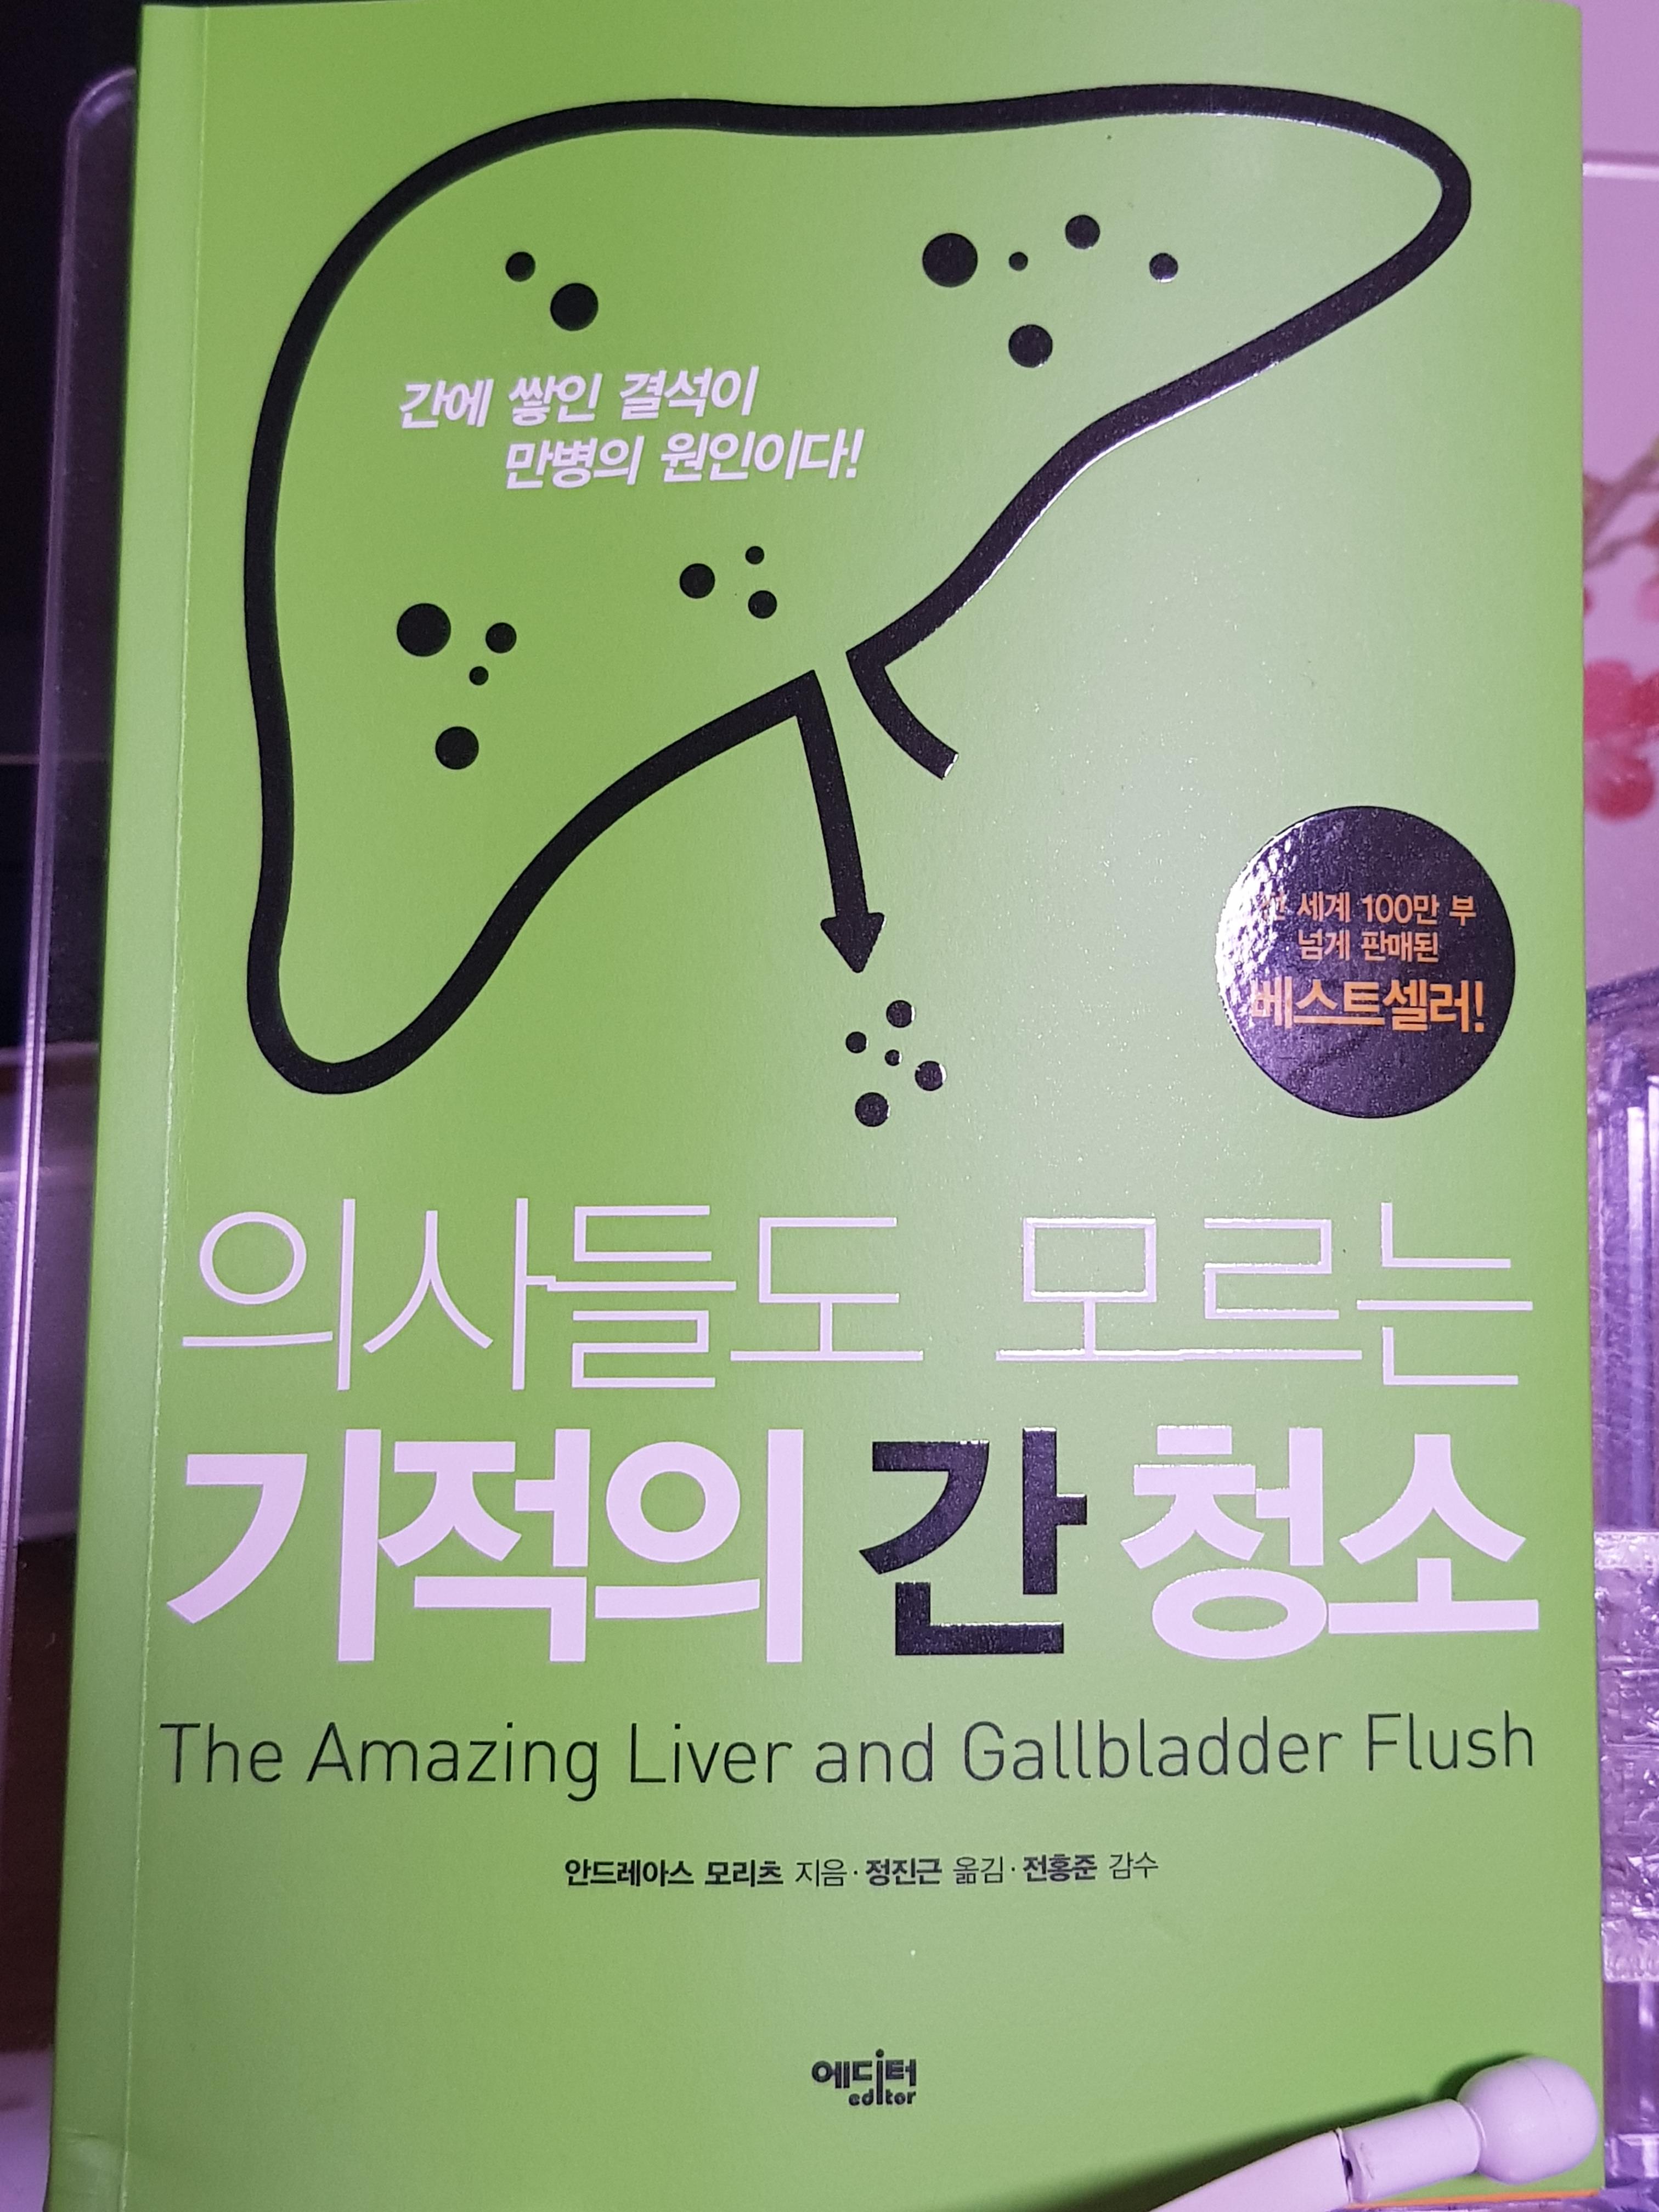 간에 쌓인 결석이
만병의 원인이다!
전 세계 100만 부
넘게 판매된
베스트셀러!
의사들도 모르는
기적의 간 청소
The Amazing Liver and Gallbladder Flush
안드레아스 모리츠 지음 · 정진근 옮김 · 전홍준 감수
에디터
editor